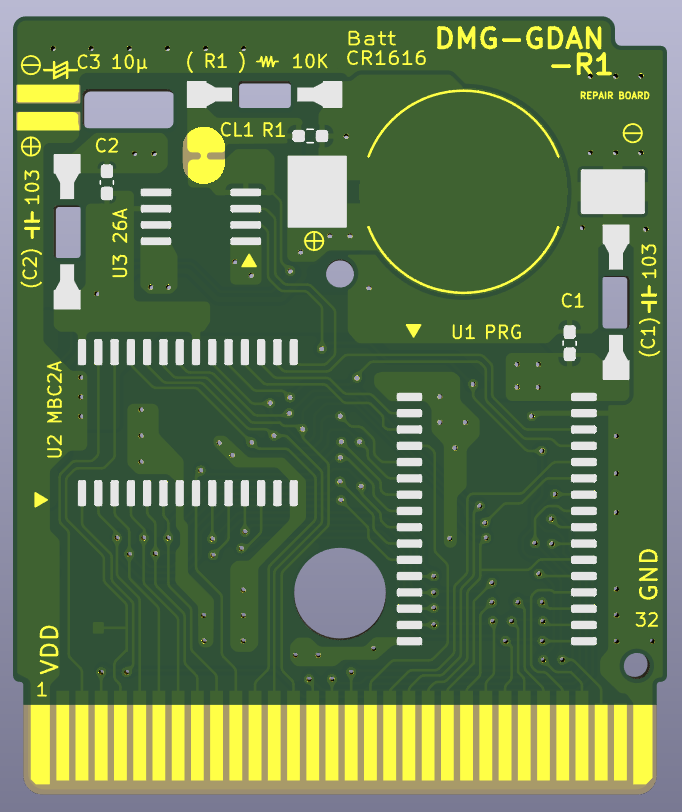 Batt
CR1616
DMG-GDAN
-R1
REPAIR BOARD
C3 10µ
( R1 ) 10K
CL1 R1
C2
103
(C2)
U3 26A
103
(C1)
C1
U1 PRG
U2 MBC2A
GND
32
VDD
1